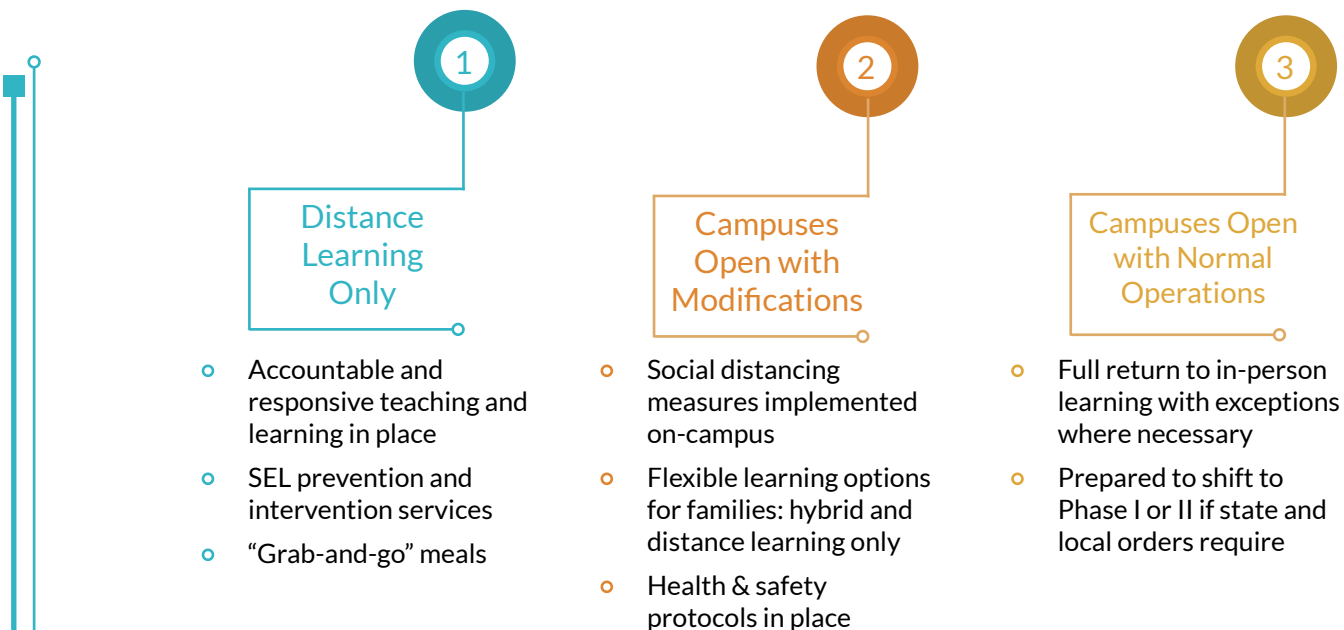 1
Distance
Learning
Only
Accountable and
responsive teaching and
learning in place
SEL prevention and
intervention services
“Grab-and-go” meals
2
Campuses
Open with
Modifications
Social distancing
measures implemented
on-campus
Flexible learning options
for families: hybrid and
distance learning only
Health & safety
protocols in place
3
Campuses Open
with Normal
Operations
Full return to in-person
learning with exceptions
where necessary
Prepared to shift to
Phase I or II if state and
local orders require